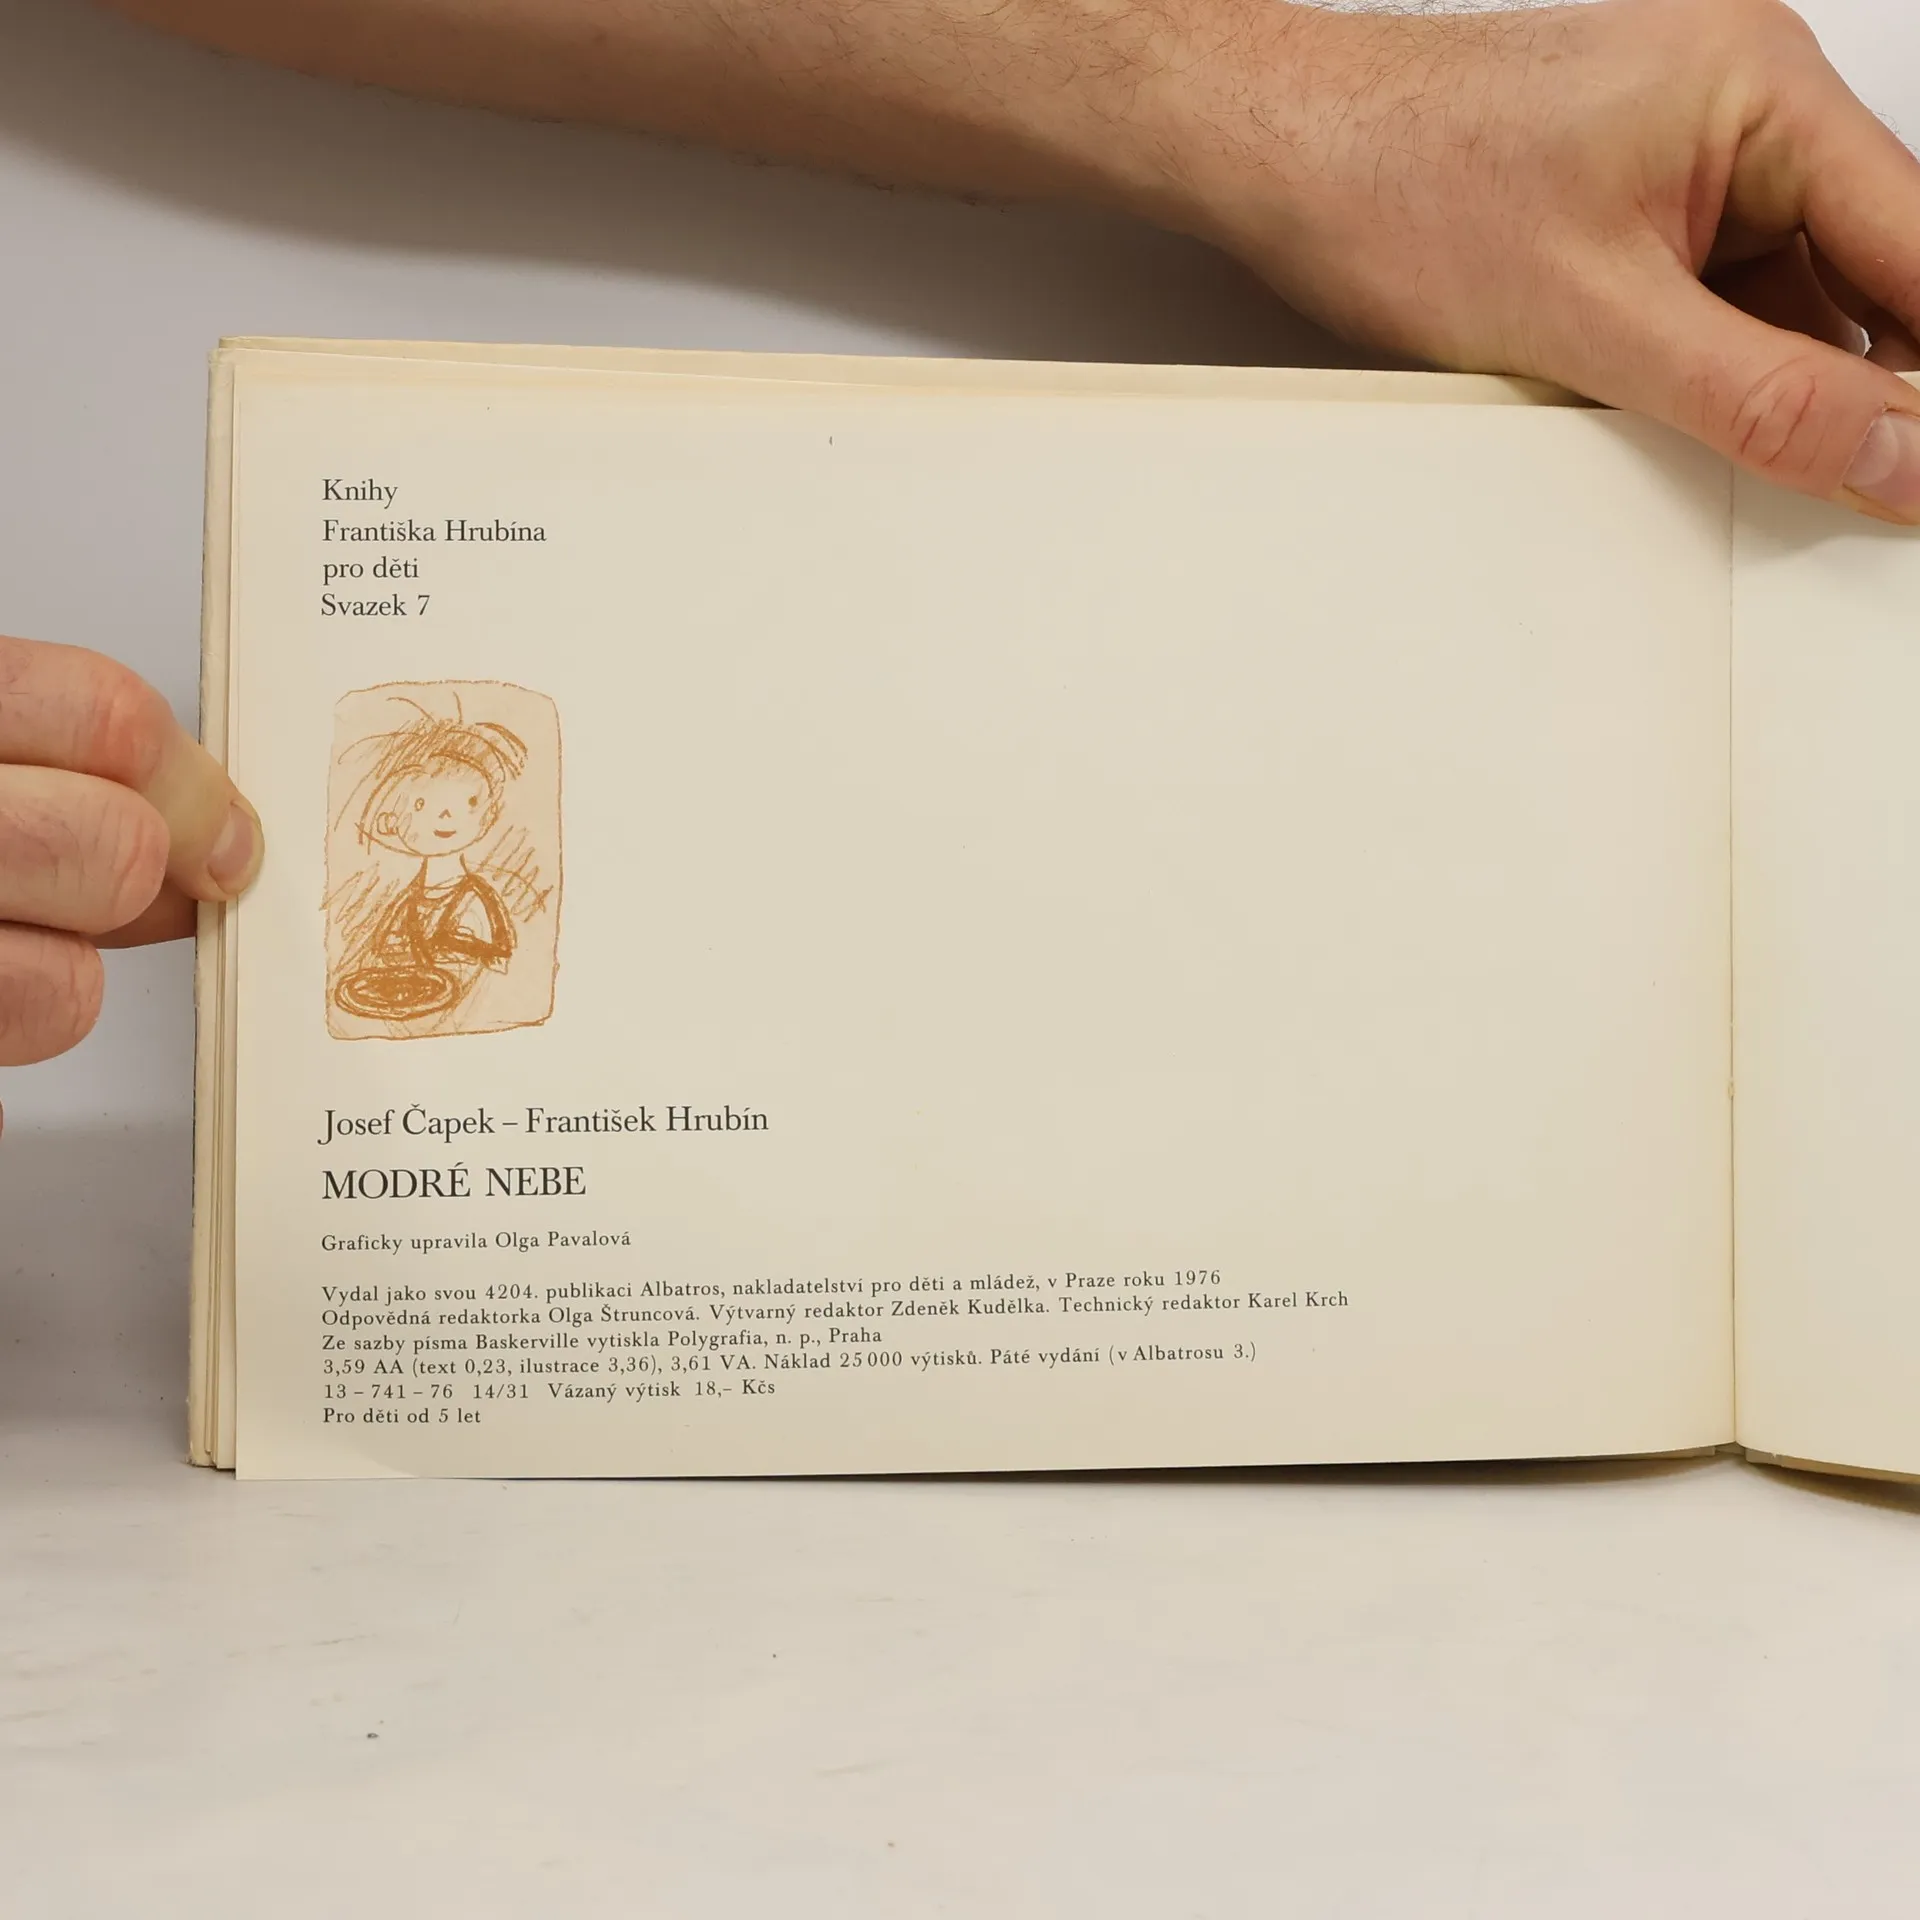 Knihy
Františka Hrubína
pro děti
Svazek 7
Josef Čapek – František Hrubín
MODRÉ NEBE
Graficky upravila Olga Pavalová
Vydal jako svou 4204. publikaci Albatros, nakladatelství pro děti a mládež, v Praze roku 1976
Odpovědná redaktorka Olga Štruncová. Výtvarný redaktor Zdeněk Kudělka. Technický redaktor Karel Krch
Ze sazby písma Baskerville vytiskla Polygrafia, n. p., Praha
3,59 AA (text 0,23, ilustrace 3,36), 3,61 VA. Náklad 25 000 výtisků. Páté vydání (v Albatrosu 3.)
13 – 741 – 76 14/31 Vázaný výtisk 18,– Kčs
Pro děti od 5 let